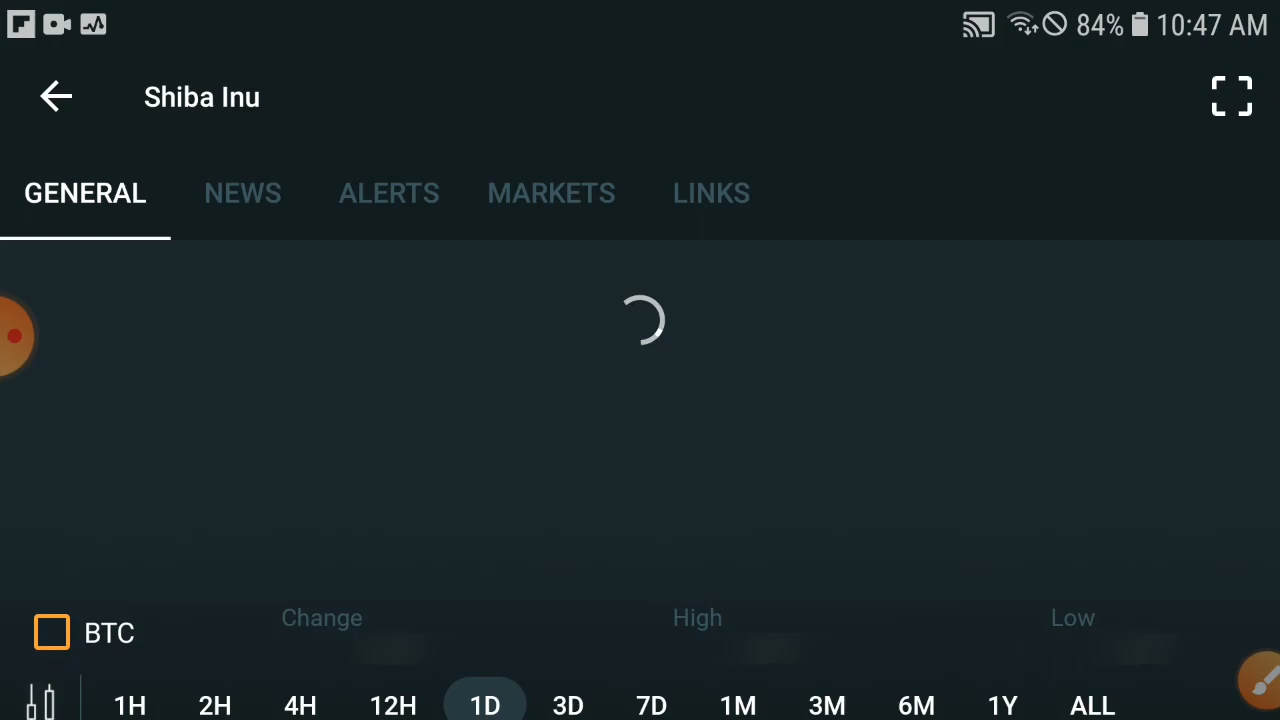 84% 10:47 AM
Shiba Inu
GENERAL NEWS ALERTS MARKETS LINKS
Change High Low
BTC
1H 2H 4H 12H 1D 3D 7D 1M 3M 6M 1Y ALL